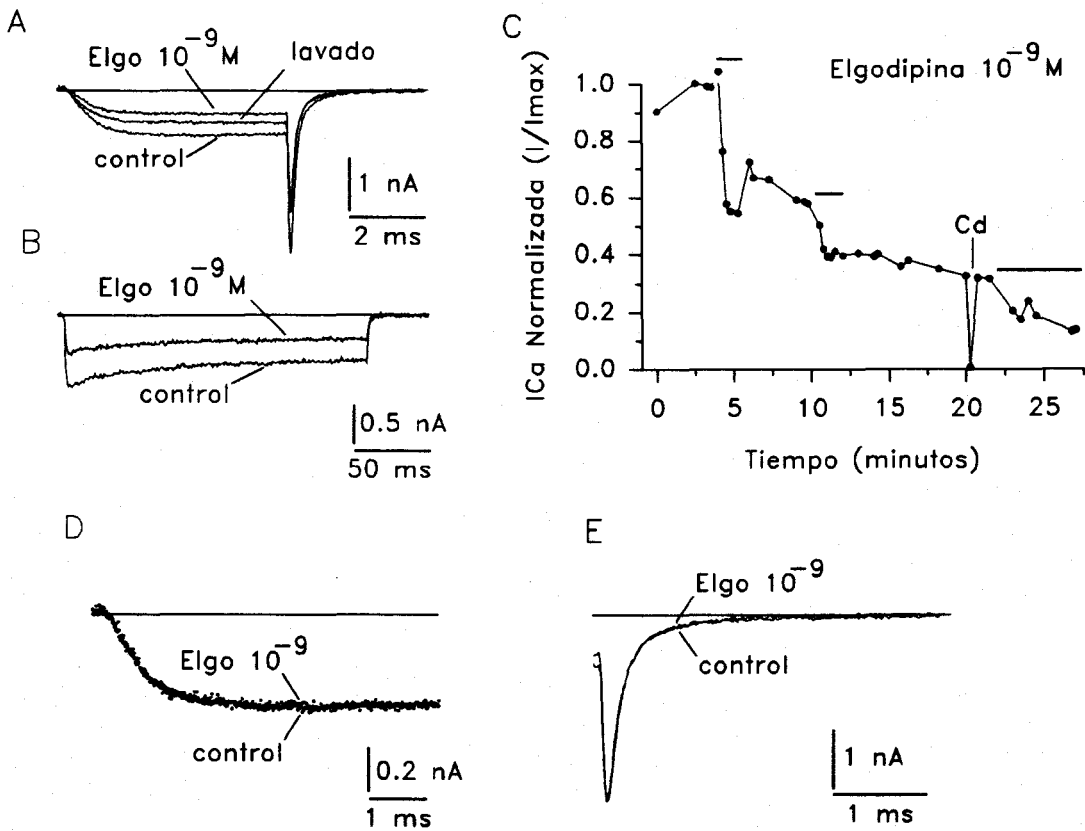 A
Elgo 10⁻⁹M
lavado
control
1 nA
2 ms
B
Elgo 10⁻⁹M
control
0.5 nA
50 ms
C
Elgodipina 10⁻⁹M
Cd
ICa Normalizada (I/Imax)
1.0
0.8
0.6
0.4
0.2
0.0
0 5 10 15 20 25
Tiempo (minutos)
D
Elgo 10⁻⁹
control
0.2 nA
1 ms
E
Elgo 10⁻⁹
control
1 nA
1 ms